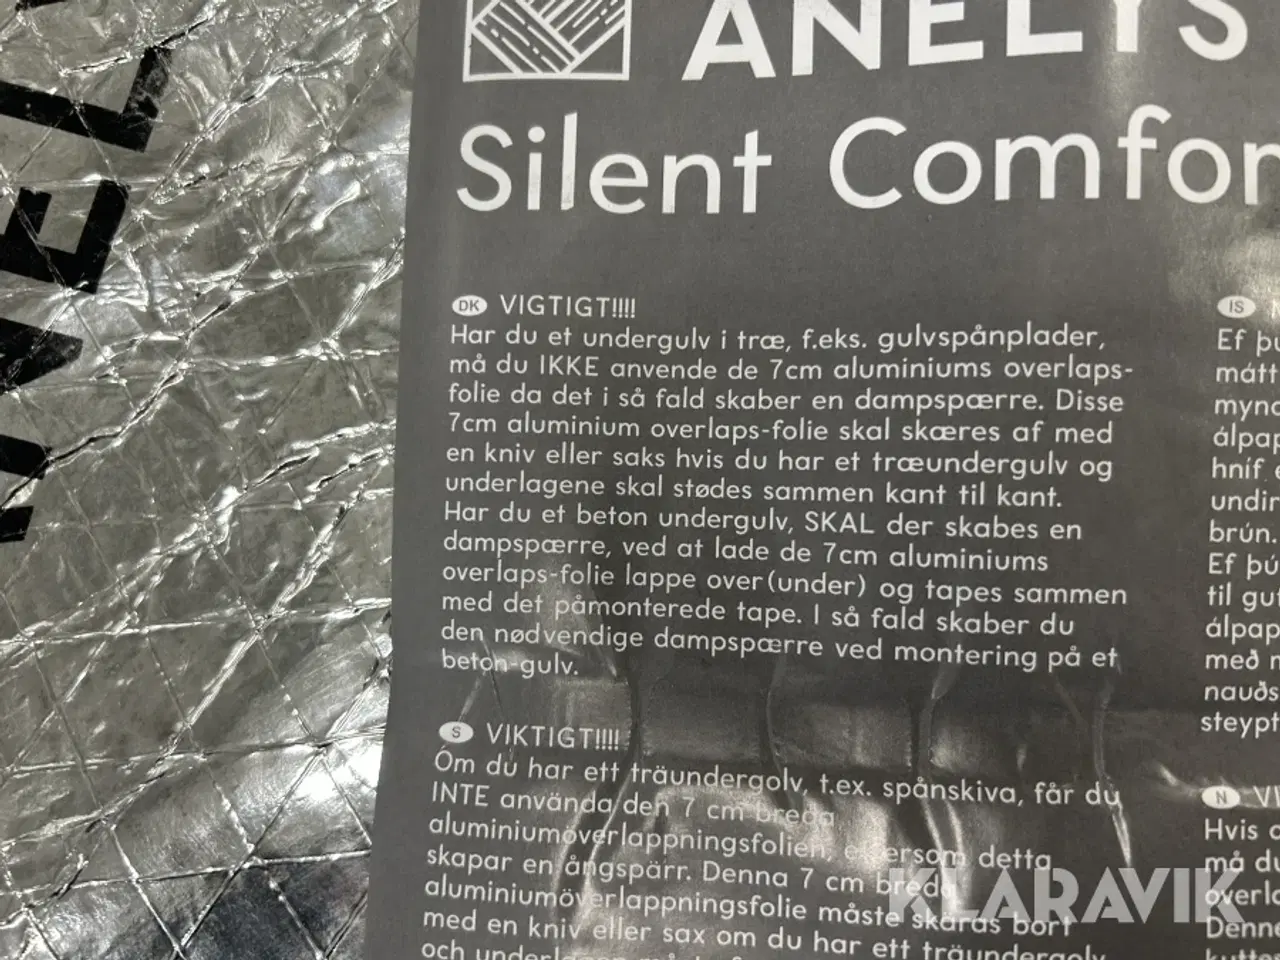 ANELYS
Silent Comfor
DK VIGTIGT!!!!
Har du et undergulv i træ, f.eks. gulvspånplader,
må du IKKE anvende de 7cm aluminiums overlaps-
folie da det i så fald skaber en dampspærre. Disse
7cm aluminium overlaps-folie skal skæres af med
en kniv eller saks hvis du har et træundergulv og
underlagene skal stødes sammen kant til kant.
Har du et beton undergulv, SKAL der skabes en
dampspærre, ved at lade de 7cm aluminiums
overlaps-folie lappe over(under) og tapes sammen
med det påmonterede tape. I så fald skaber du
den nødvendige dampspærre ved montering på et
beton-gulv.
S VIKTIGT!!!!
Om du har ett träundergolv, t.ex. spånskiva, får du
INTE använda den 7 cm breda
aluminiumöverlappningsfolien, eftersom detta
skapar en ångspärr. Denna 7 cm breda
aluminiumöverlappningsfolie måste skäras bort
med en kniv eller sax om du har ett träundergolv
och
IS
Ef þú
mátt
álpap
hníf
undir
brún.
Ef þú
til
álpap
með
nauðs
steypt
N VI
Hvis
må du
overla
Denne
KLARAVIK